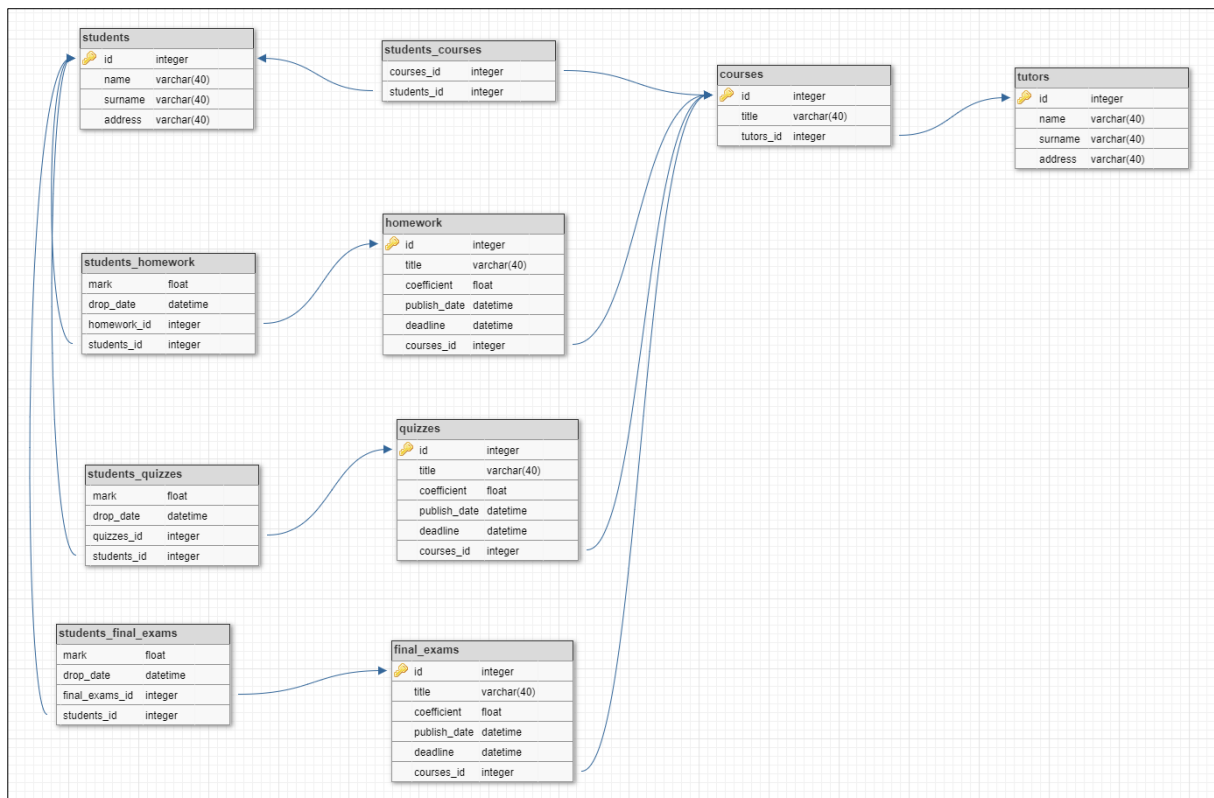 students
id integer
name varchar(40)
surname varchar(40)
address varchar(40)
students_courses
courses_id integer
students_id integer
courses
id integer
title varchar(40)
tutors_id integer
tutors
id integer
name varchar(40)
surname varchar(40)
address varchar(40)
students_homework
mark float
drop_date datetime
homework_id integer
students_id integer
homework
id integer
title varchar(40)
coefficient float
publish_date datetime
deadline datetime
courses_id integer
students_quizzes
mark float
drop_date datetime
quizzes_id integer
students_id integer
quizzes
id integer
title varchar(40)
coefficient float
publish_date datetime
deadline datetime
courses_id integer
students_final_exams
mark float
drop_date datetime
final_exams_id integer
students_id integer
final_exams
id integer
title varchar(40)
coefficient float
publish_date datetime
deadline datetime
courses_id integer